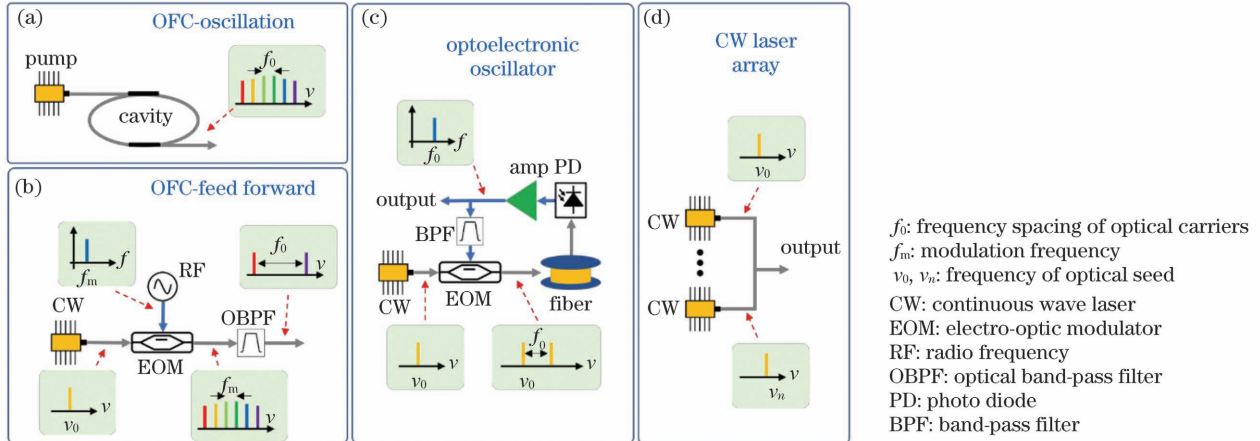 (a)
OFC-oscillation
pump
cavity
f₀
ν
(b)
OFC-feed forward
f
fₘ
RF
f₀
ν
CW
EOM
OBPF
ν₀
ν
fₘ
ν
(c)
optoelectronic
oscillator
f
f₀
amp PD
output
BPF
CW
EOM
fiber
ν₀
ν
f₀
ν₀
ν
(d)
CW laser
array
ν₀
ν
CW
output
CW
νₙ
ν
f₀: frequency spacing of optical carriers
fₘ: modulation frequency
ν₀, νₙ: frequency of optical seed
CW: continuous wave laser
EOM: electro-optic modulator
RF: radio frequency
OBPF: optical band-pass filter
PD: photo diode
BPF: band-pass filter